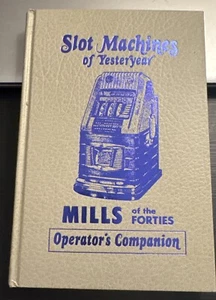 Slot Machines
of Yesteryear
MILLS of the
FORTIES
Operator's Companion